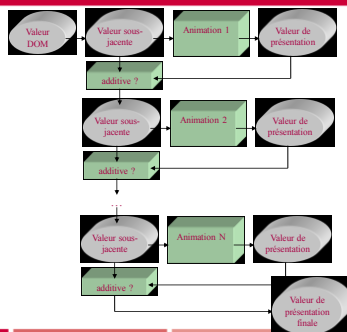 Valeur
DOM
Valeur sous-
jacente
Animation 1
Valeur de
présentation
additive ?
Valeur sous-
jacente
Animation 2
Valeur de
présentation
additive ?
...
Valeur sous-
jacente
Animation N
Valeur de
présentation
additive ?
Valeur de
présentation
finale